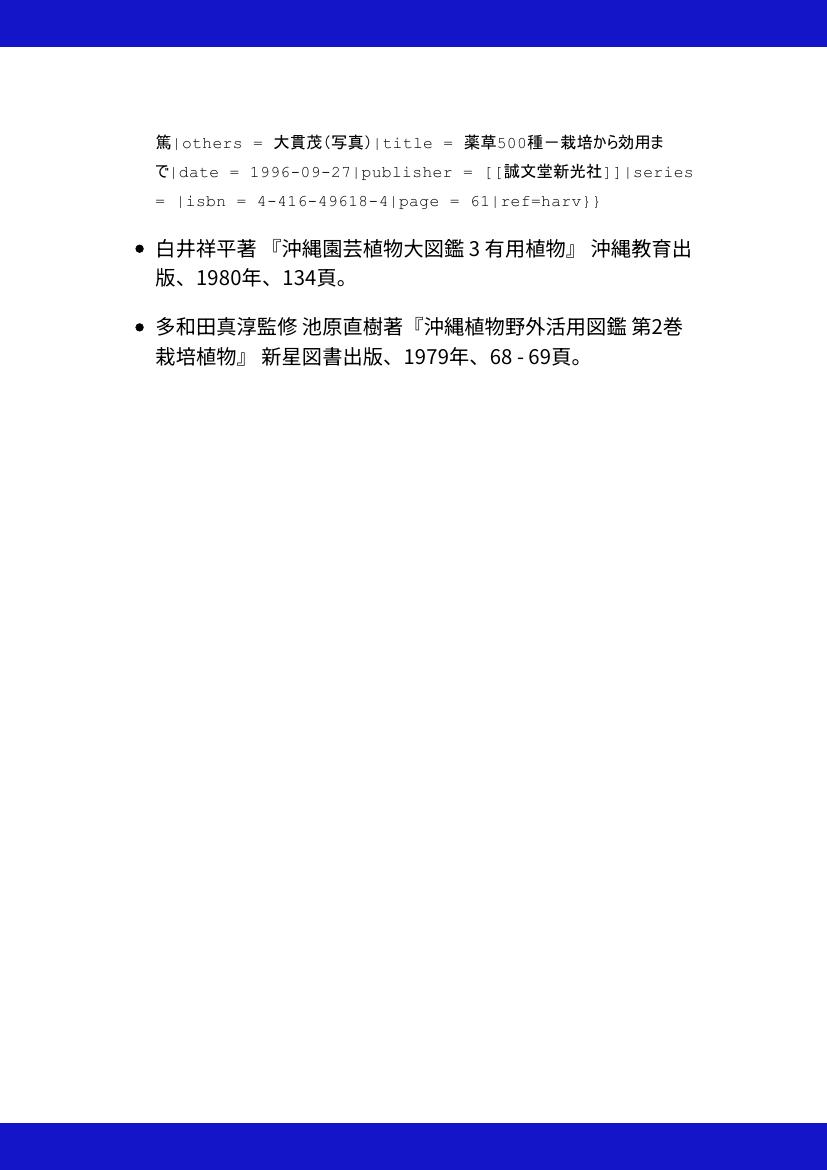 篤|others = 大貫茂（写真）|title = 薬草500種－栽培から効用ま
で|date = 1996-09-27|publisher = [[誠文堂新光社]]|series
= |isbn = 4-416-49618-4|page = 61|ref=harv}}
● 白井祥平著 『沖縄園芸植物大図鑑 3 有用植物』 沖縄教育出
版、1980年、134頁。
● 多和田真淳監修 池原直樹著『沖縄植物野外活用図鑑 第2巻
栽培植物』 新星図書出版、1979年、68 - 69頁。